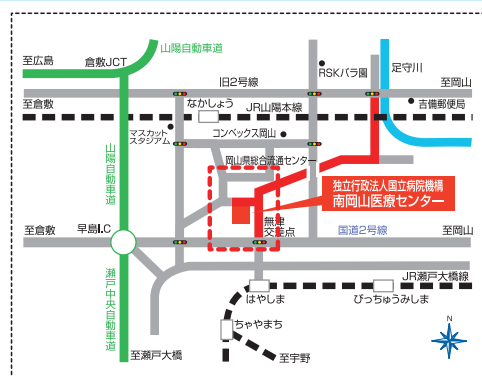 山陽自動車道
足守川
至広島
倉敷JCT
RSKバラ園
旧2号線
至岡山
至倉敷
なかしょう
JR山陽本線
吉備郵便局
マスカット
スタジアム
コンベックス岡山
山陽自動車道
岡山県総合流通センター
独立行政法人国立病院機構
南岡山医療センター
無津
交差点
至倉敷
早島I.C
国道2号線
至岡山
JR瀬戸大橋線
瀬戸中央自動車道
はやしま
びっちゅうみしま
ちゃやまち
至瀬戸大橋
至宇野
N